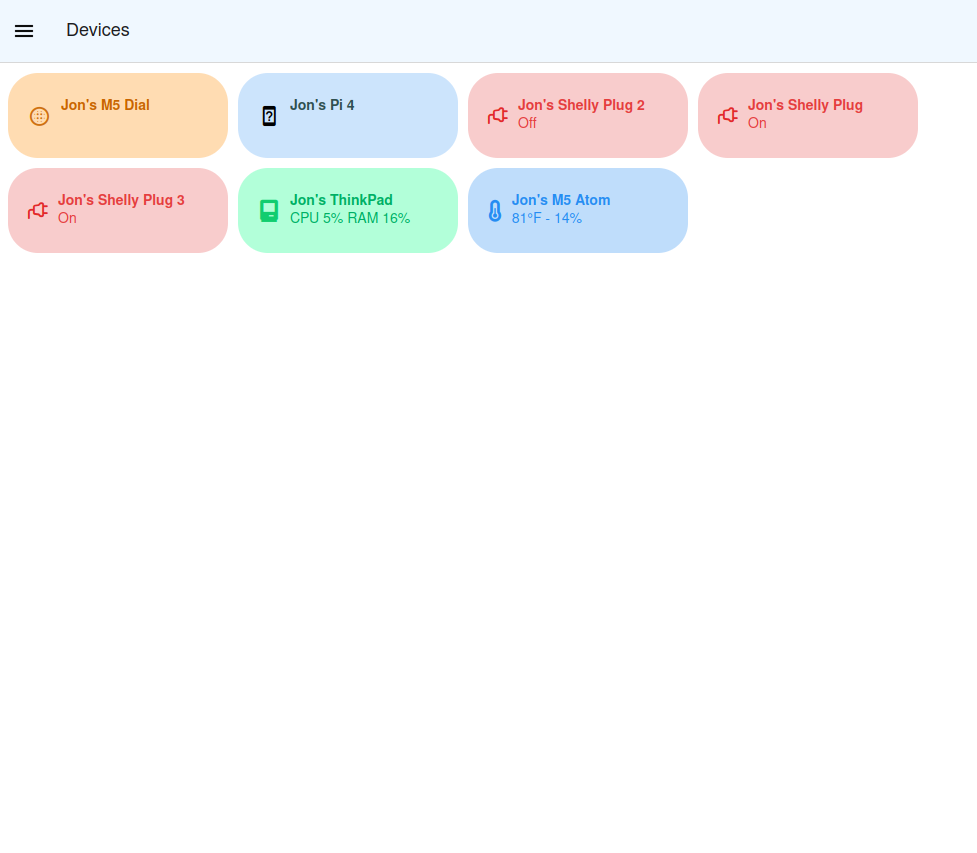 Devices
Jon's M5 Dial
Jon's Pi 4
Jon's Shelly Plug 2
Off
Jon's Shelly Plug
On
Jon's Shelly Plug 3
On
Jon's ThinkPad
CPU 5% RAM 16%
Jon's M5 Atom
81°F - 14%